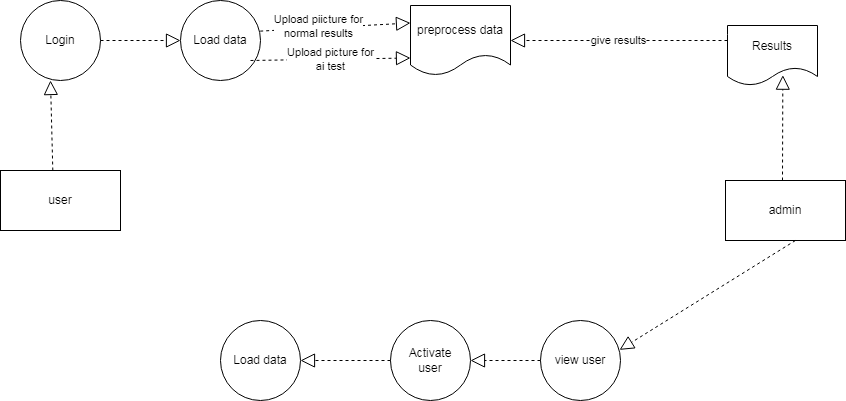 Login
Load data
Upload piicture for
normal results
Upload picture for
ai test
preprocess data
give results
Results
user
admin
Load data
Activate
user
view user